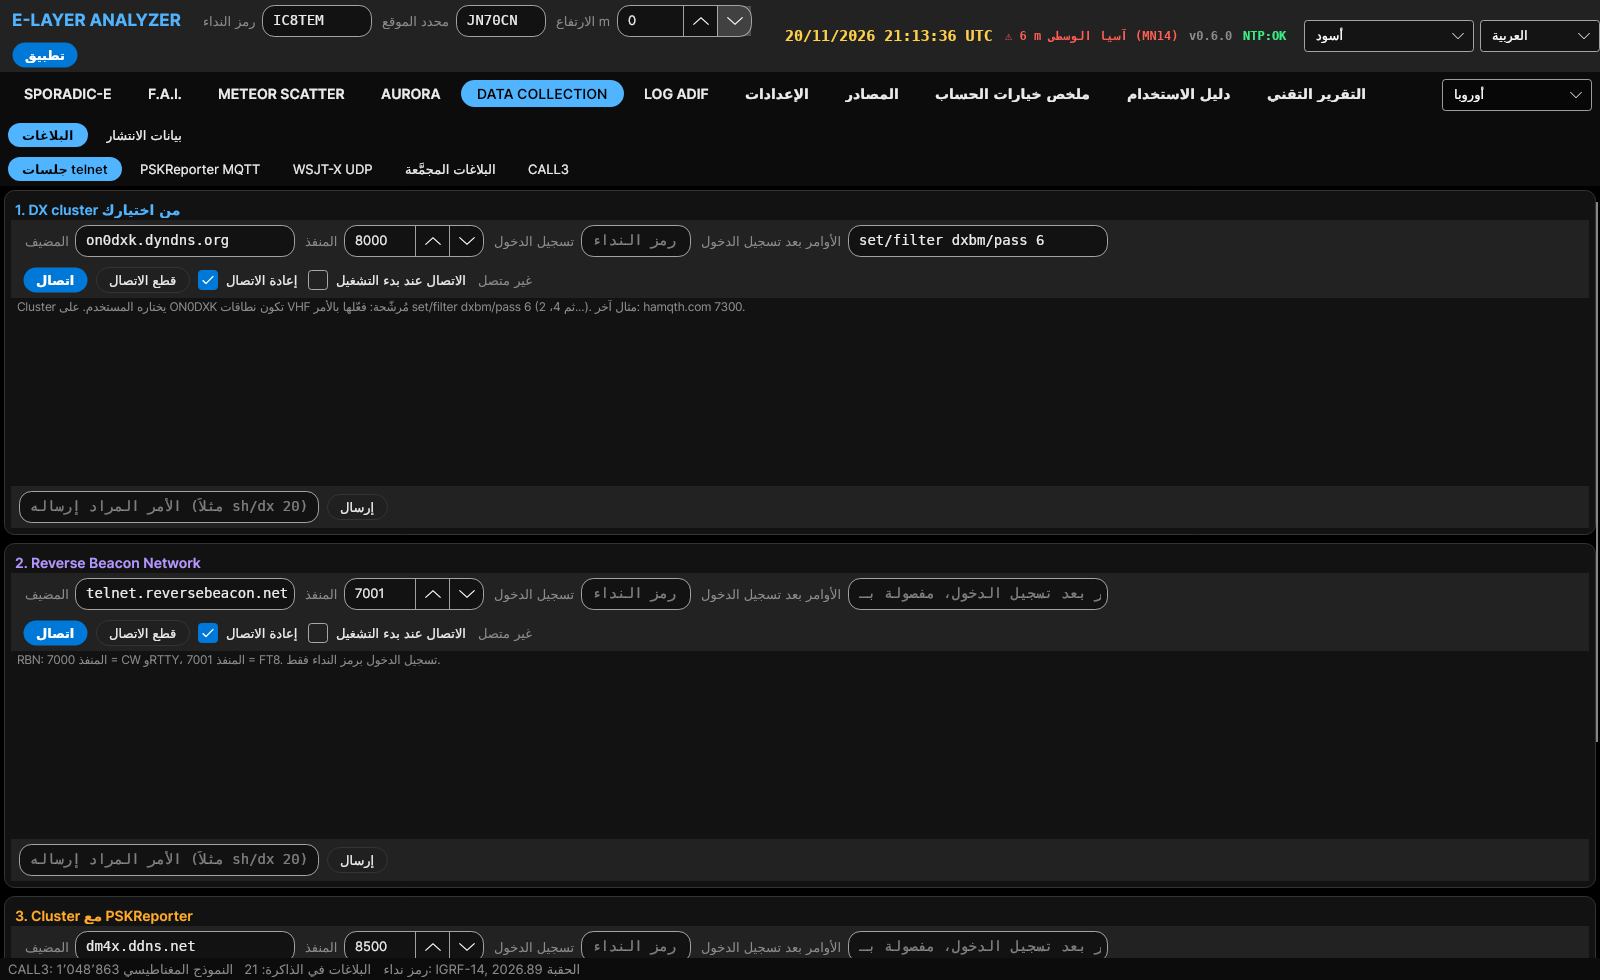 E-LAYER ANALYZER رمز النداء IC8TEM محدد الموقع JN70CN الارتفاع m 0 20/11/2026 21:13:36 UTC ⚠ 6 m آسيا الوسطى (MN14) v0.6.0 NTP:OK أسود العربية
تطبيق
SPORADIC-E F.A.I. METEOR SCATTER AURORA DATA COLLECTION LOG ADIF الإعدادات المصادر ملخص خيارات الحساب دليل الاستخدام التقرير التقني أوروبا
البلاغات بيانات الانتشار
جلسات telnet PSKReporter MQTT WSJT-X UDP البلاغات المجمَّعة CALL3
1. DX cluster من اختيارك
المضيف on0dxk.dyndns.org المنفذ 8000 تسجيل الدخول رمز النداء الأوامر بعد تسجيل الدخول set/filter dxbm/pass 6
اتصال قطع الاتصال إعادة الاتصال الاتصال عند بدء التشغيل غير متصل
Cluster يختاره المستخدم. على ON0DXK تكون نطاقات VHF مُرشَّحة: فعّلها بالأمر set/filter dxbm/pass 6 (ثم 4، 2...). مثال آخر: hamqth.com 7300.
الأمر المراد إرساله (مثلاً sh/dx 20) إرسال
2. Reverse Beacon Network
المضيف telnet.reversebeacon.net المنفذ 7001 تسجيل الدخول رمز النداء الأوامر بعد تسجيل الدخول ر بعد تسجيل الدخول، مفصولة بـ
اتصال قطع الاتصال إعادة الاتصال الاتصال عند بدء التشغيل غير متصل
RBN: المنفذ 7000 = CW وRTTY، المنفذ 7001 = FT8. تسجيل الدخول برمز النداء فقط.
الأمر المراد إرساله (مثلاً sh/dx 20) إرسال
3. Cluster مع PSKReporter
المضيف dm4x.ddns.net المنفذ 8500 تسجيل الدخول رمز النداء الأوامر بعد تسجيل الدخول ر بعد تسجيل الدخول، مفصولة بـ
CALL3: 1’048’863 رمز نداء البلاغات في الذاكرة: 21 النموذج المغناطيسي: IGRF-14, الحقبة 2026.89